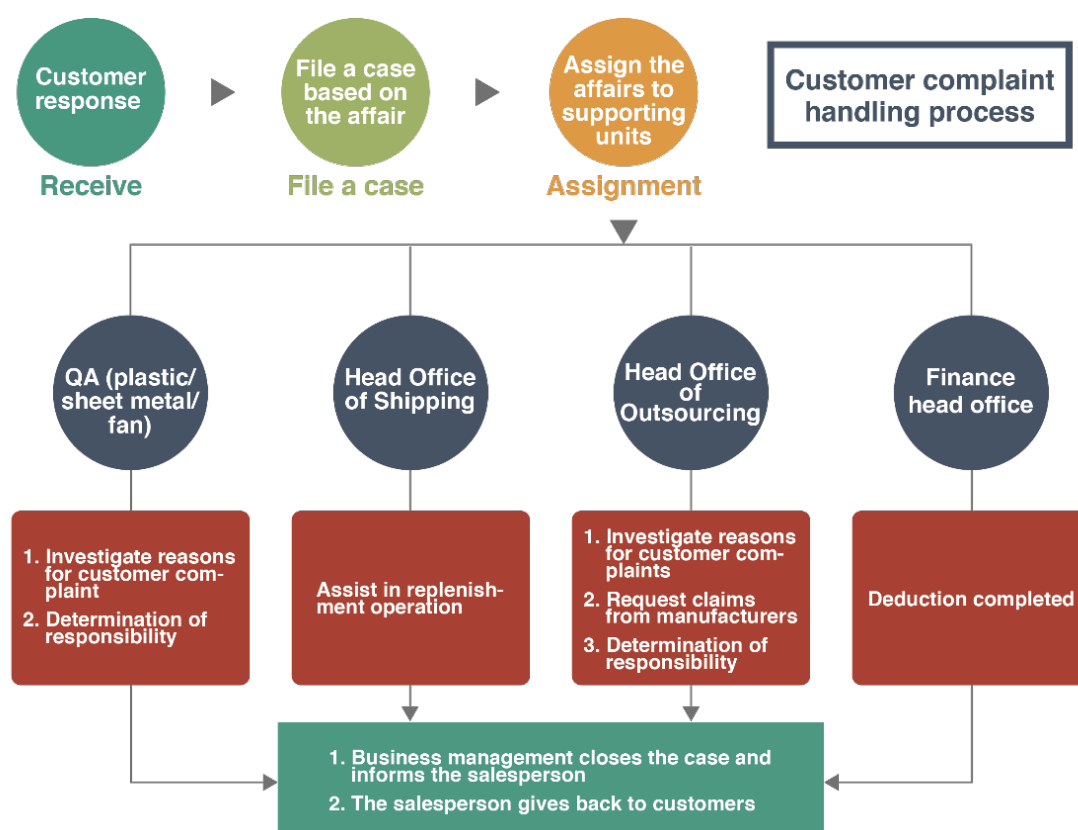 Customer
response
File a case
based on
the affair
Assign the
affairs to
supporting
units
Customer complaint
handling process
Receive
File a case
Assignment
QA (plastic/
sheet metal/
fan)
Head Office
of Shipping
Head Office
of
Outsourcing
Finance
head office
1. Investigate reasons
for customer com-
plaint
2. Determination of
responsibility
Assist in replenish-
ment operation
1. Investigate reasons
for customer
complaints
2. Request claims
from manufacturers
3. Determination of
responsibility
Deduction completed
1. Business management closes the case and
informs the salesperson
2. The salesperson gives back to customers